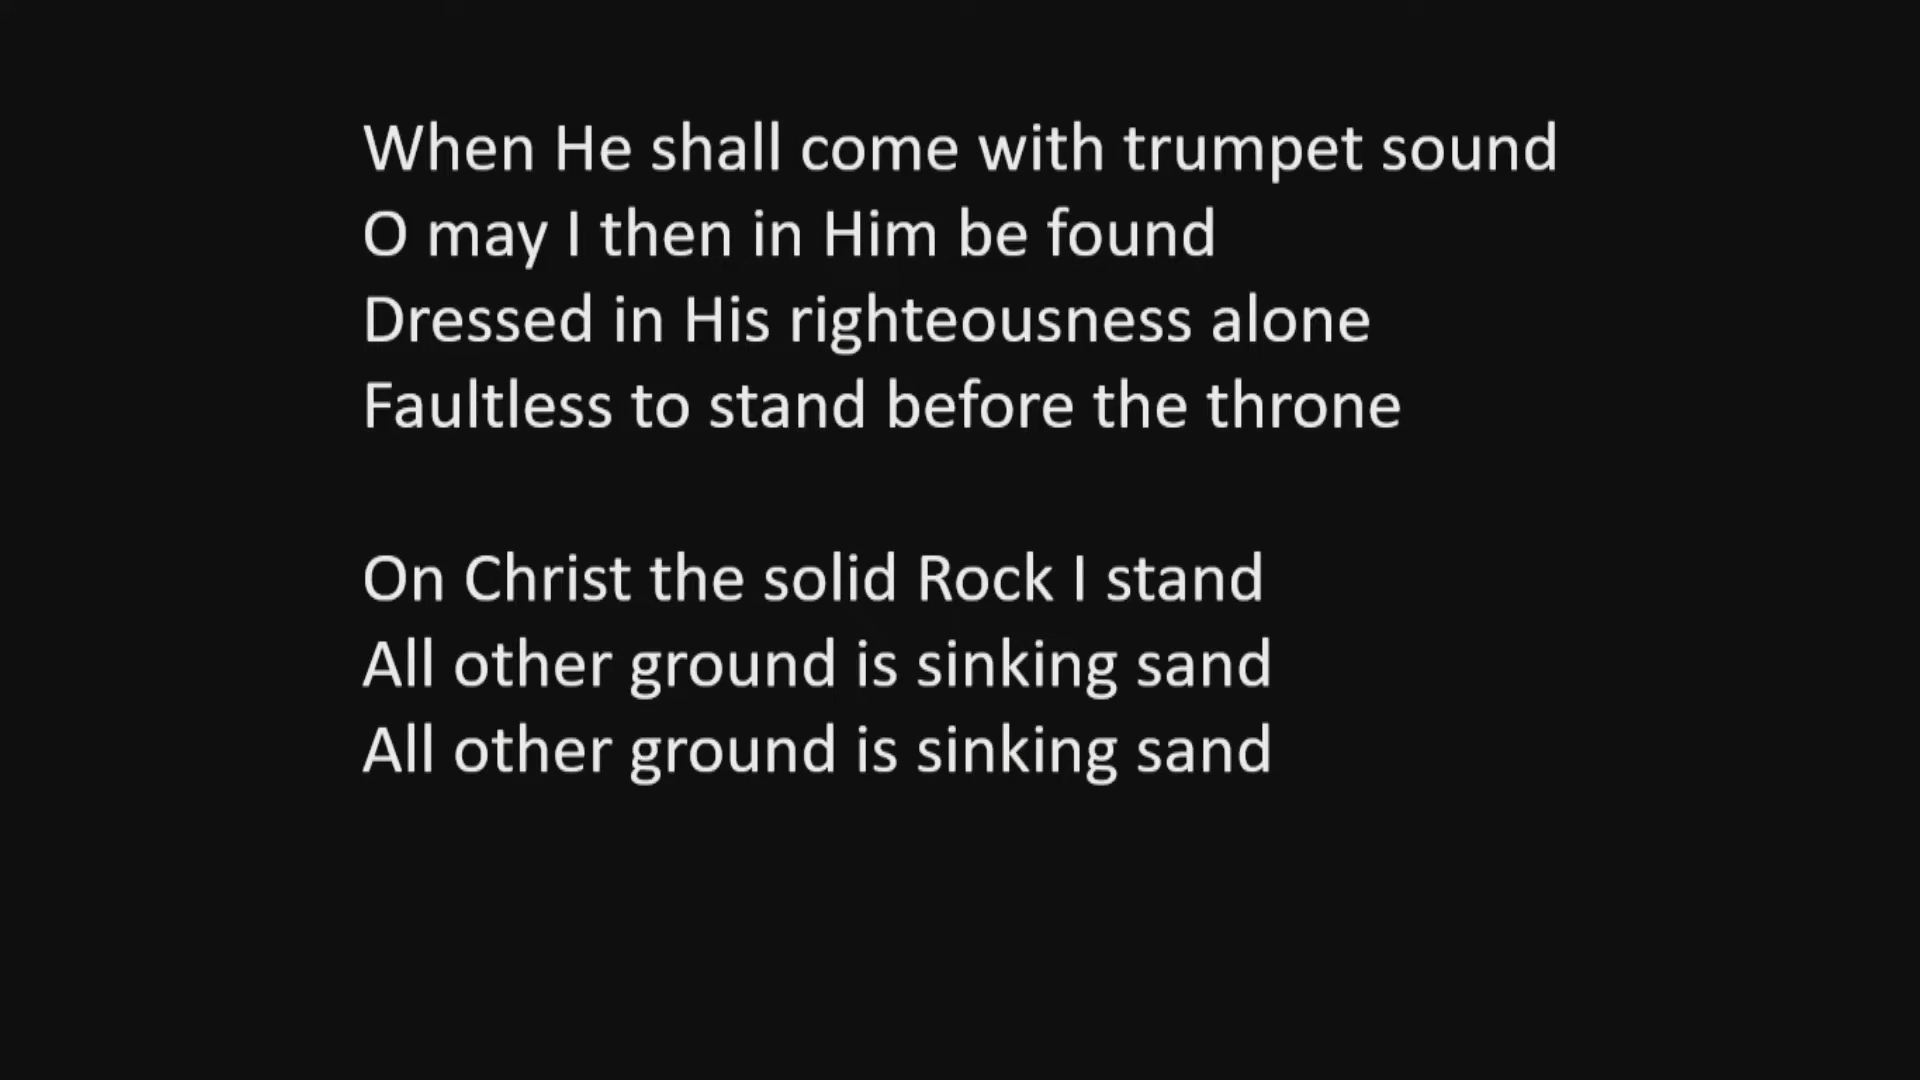 When He shall come with trumpet sound
O may I then in Him be found
Dressed in His righteousness alone
Faultless to stand before the throne
On Christ the solid Rock I stand
All other ground is sinking sand
All other ground is sinking sand